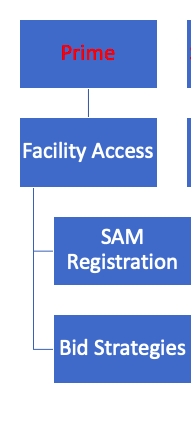 Prime
Facility Access
SAM
Registration
Bid Strategies